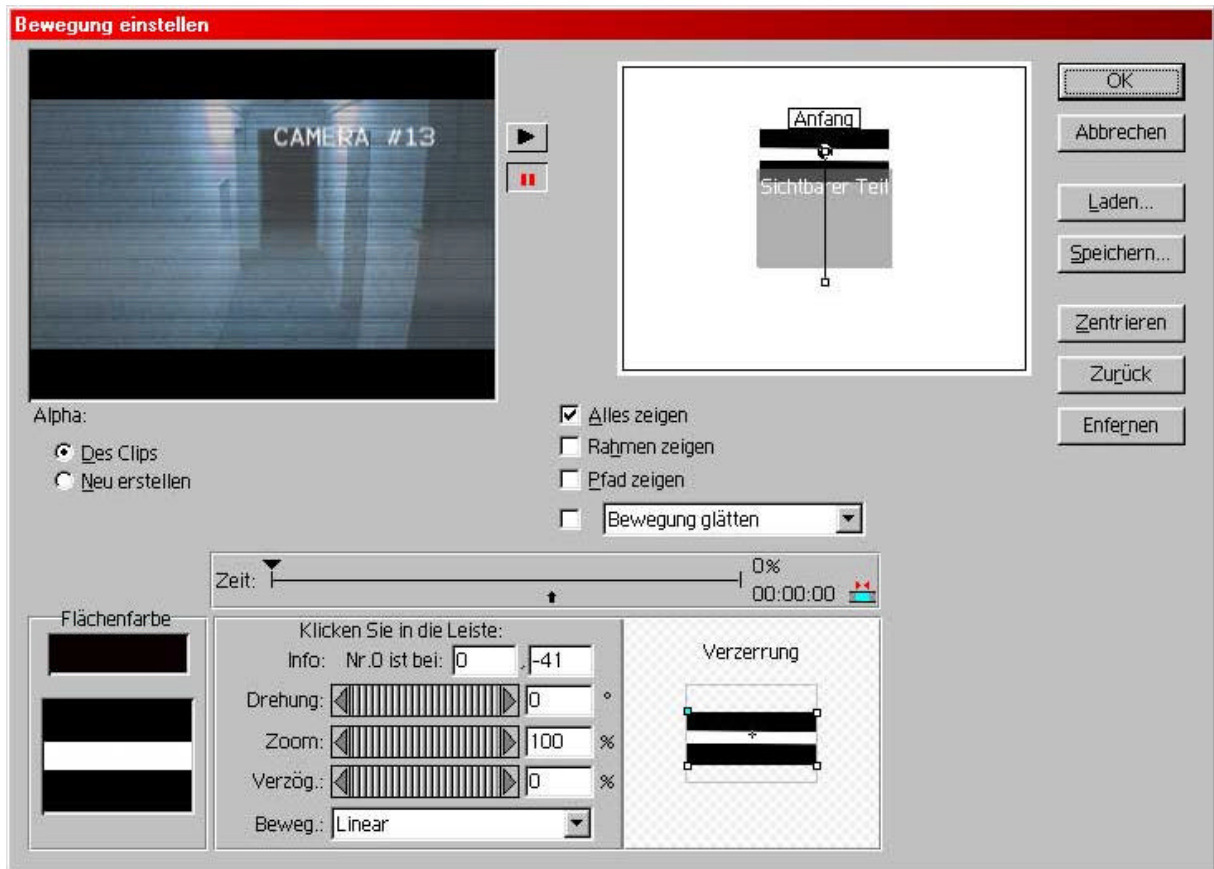 Bewegung einstellen
CAMERA #13
Anfang
Sichtbarer Teil
OK
Abbrechen
Laden...
Speichern...
Zentrieren
Zurück
Entfernen
Alpha:
Des Clips
Neu erstellen
Alles zeigen
Rahmen zeigen
Pfad zeigen
Bewegung glätten
Zeit:
0%
00:00:00
Flächenfarbe
Klicken Sie in die Leiste:
Info: Nr.0 ist bei: 0 , -41
Drehung: 0 °
Zoom: 100 %
Verzög.: 0 %
Beweg.: Linear
Verzerrung